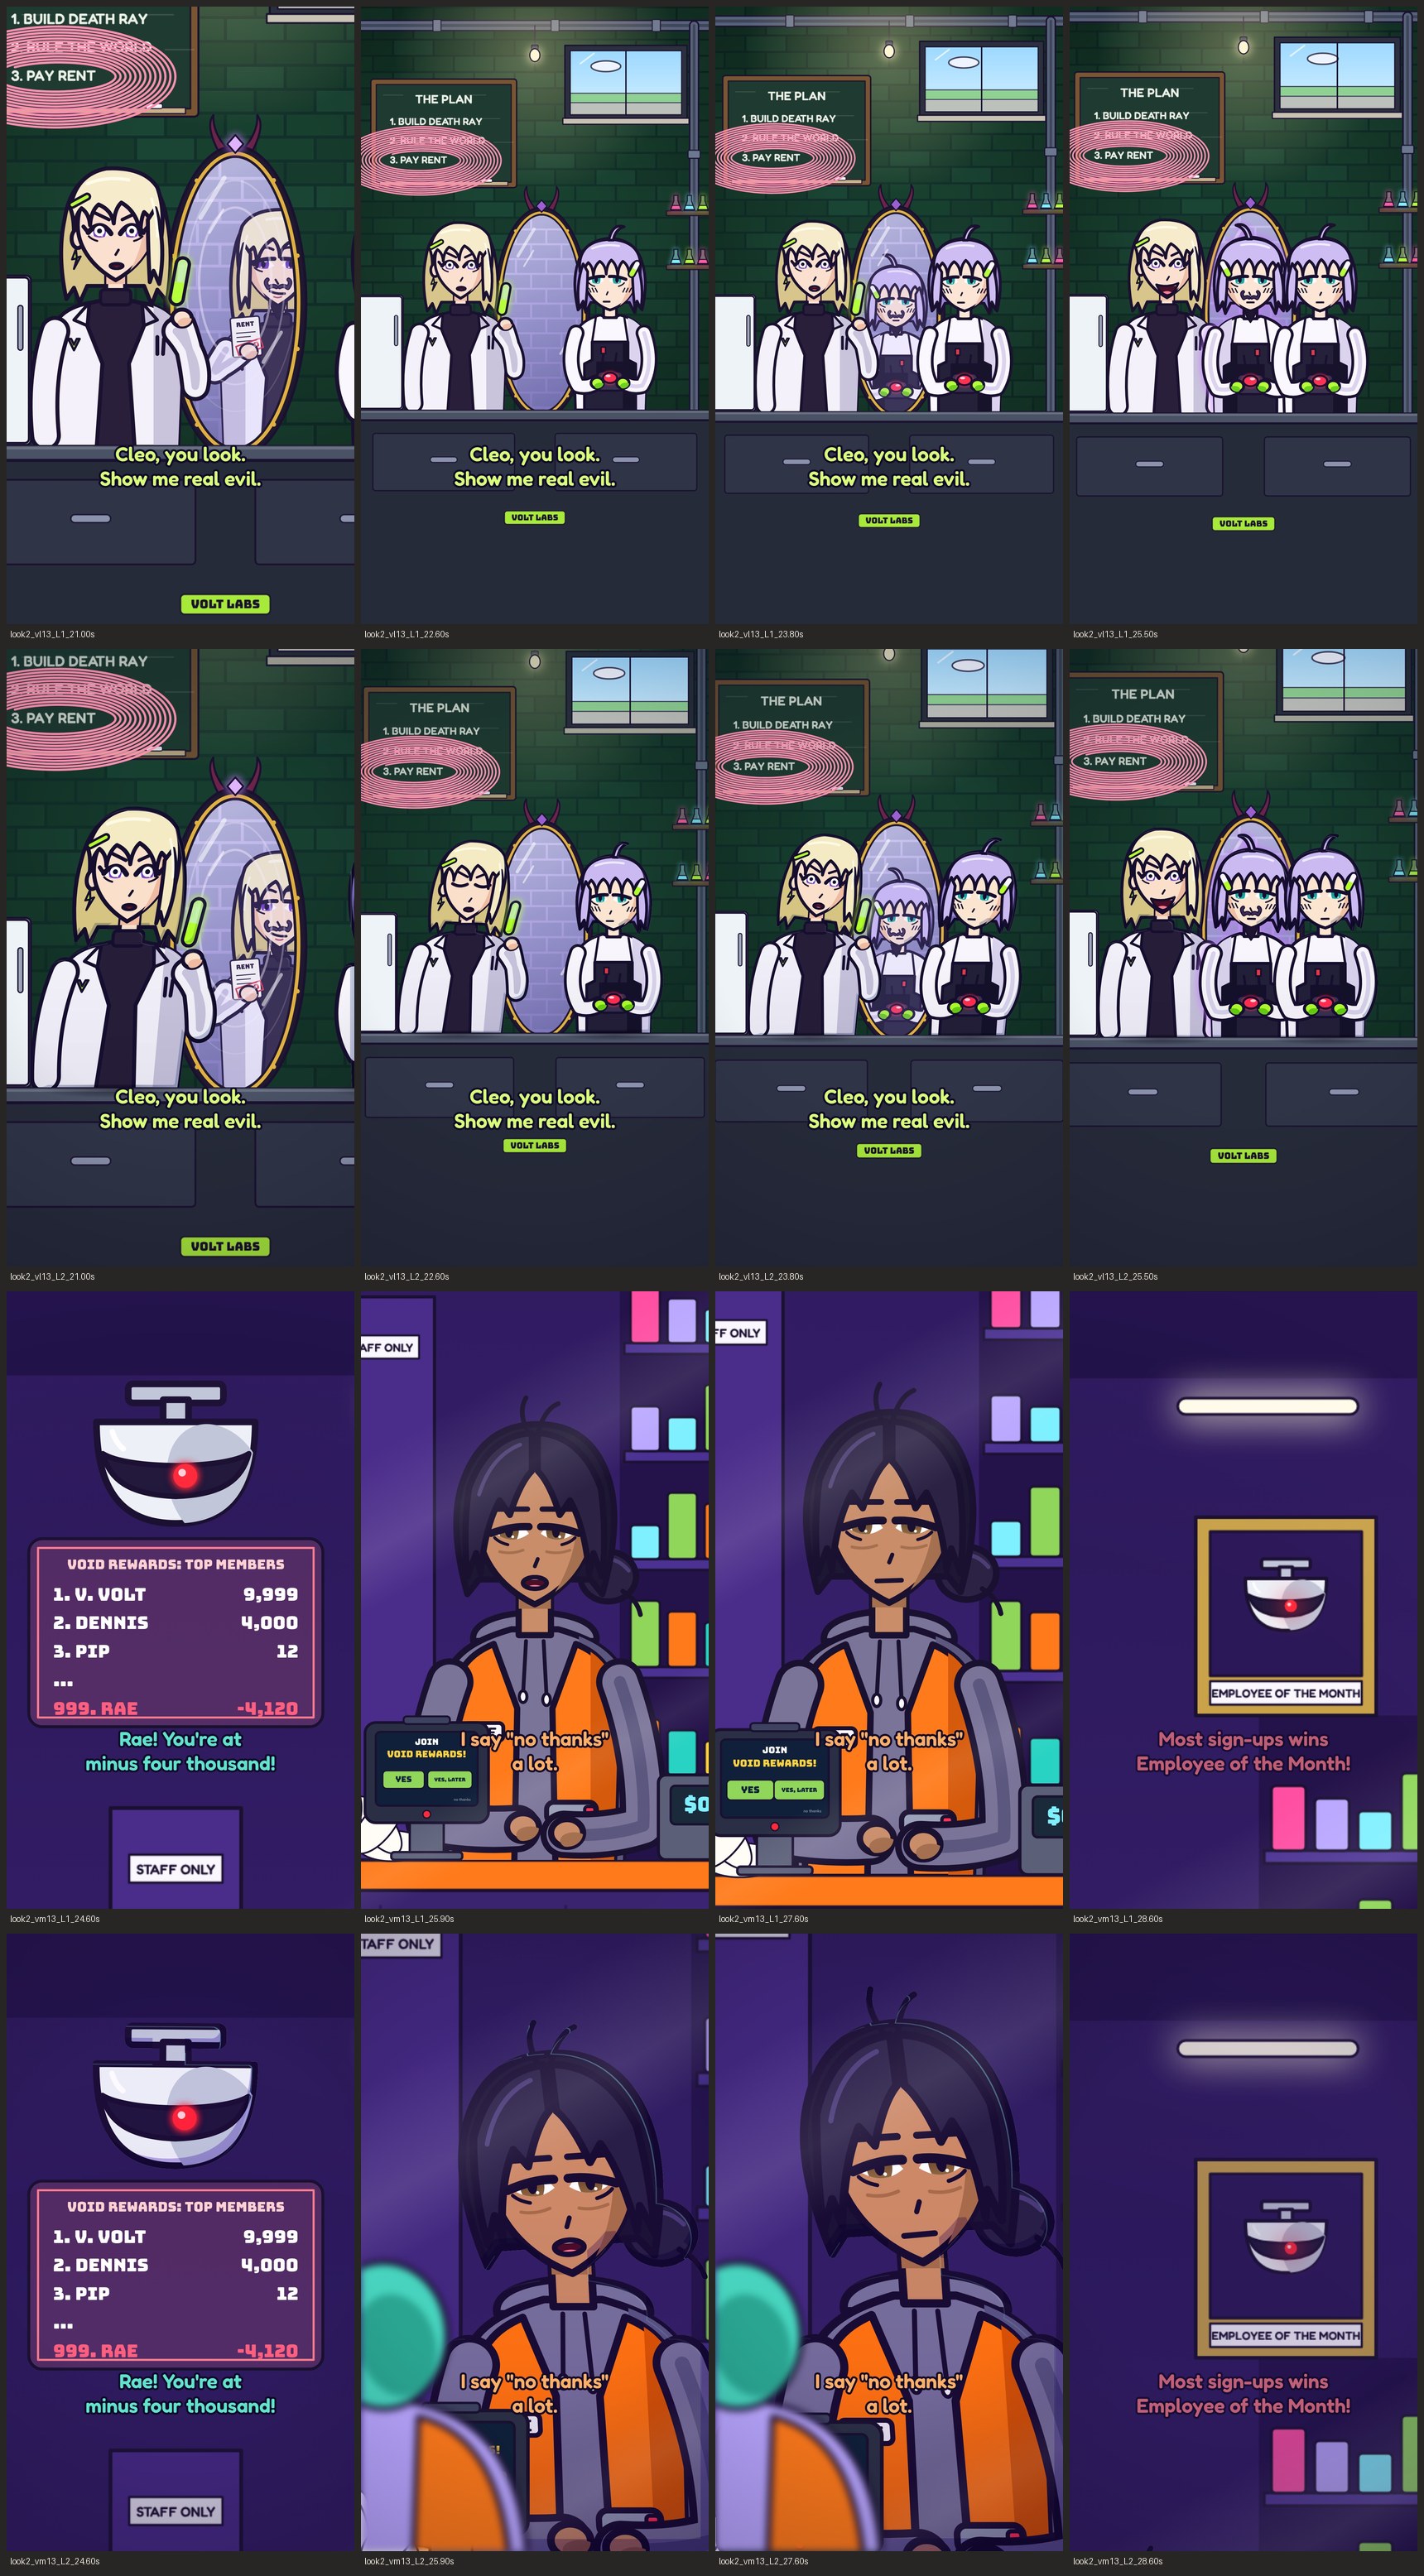 1. BUILD DEATH RAY
2. RULE THE WORLD
3. PAY RENT
RENT
Cleo, you look.
Show me real evil.
VOLT LABS
look2_vl13_L1_21.00s
THE PLAN
1. BUILD DEATH RAY
2. RULE THE WORLD
3. PAY RENT
Cleo, you look.
Show me real evil.
VOLT LABS
look2_vl13_L1_22.60s
THE PLAN
1. BUILD DEATH RAY
2. RULE THE WORLD
3. PAY RENT
Cleo, you look.
Show me real evil.
VOLT LABS
look2_vl13_L1_23.80s
THE PLAN
1. BUILD DEATH RAY
2. RULE THE WORLD
3. PAY RENT
VOLT LABS
look2_vl13_L1_25.50s
1. BUILD DEATH RAY
2. RULE THE WORLD
3. PAY RENT
RENT
Cleo, you look.
Show me real evil.
VOLT LABS
look2_vl13_L2_21.00s
THE PLAN
1. BUILD DEATH RAY
2. RULE THE WORLD
3. PAY RENT
Cleo, you look.
Show me real evil.
VOLT LABS
look2_vl13_L2_22.60s
THE PLAN
1. BUILD DEATH RAY
2. RULE THE WORLD
3. PAY RENT
Cleo, you look.
Show me real evil.
VOLT LABS
look2_vl13_L2_23.80s
THE PLAN
1. BUILD DEATH RAY
2. RULE THE WORLD
3. PAY RENT
VOLT LABS
look2_vl13_L2_25.50s
VOID REWARDS: TOP MEMBERS
1. V. VOLT 9,999
2. DENNIS 4,000
3. PIP 12
...
999. RAE -4,120
Rae! You're at
minus four thousand!
STAFF ONLY
look2_vm13_L1_24.60s
AFF ONLY
I say "no thanks"
a lot.
JOIN
VOID REWARDS!
YES YES, LATER
no thanks
$0
look2_vm13_L1_25.90s
FF ONLY
I say "no thanks"
a lot.
JOIN
VOID REWARDS!
YES YES, LATER
no thanks
$
look2_vm13_L1_27.60s
EMPLOYEE OF THE MONTH
Most sign-ups wins
Employee of the Month!
look2_vm13_L1_28.60s
VOID REWARDS: TOP MEMBERS
1. V. VOLT 9,999
2. DENNIS 4,000
3. PIP 12
...
999. RAE -4,120
Rae! You're at
minus four thousand!
STAFF ONLY
look2_vm13_L2_24.60s
TAFF ONLY
I say "no thanks"
a lot.
look2_vm13_L2_25.90s
I say "no thanks"
a lot.
look2_vm13_L2_27.60s
EMPLOYEE OF THE MONTH
Most sign-ups wins
Employee of the Month!
look2_vm13_L2_28.60s